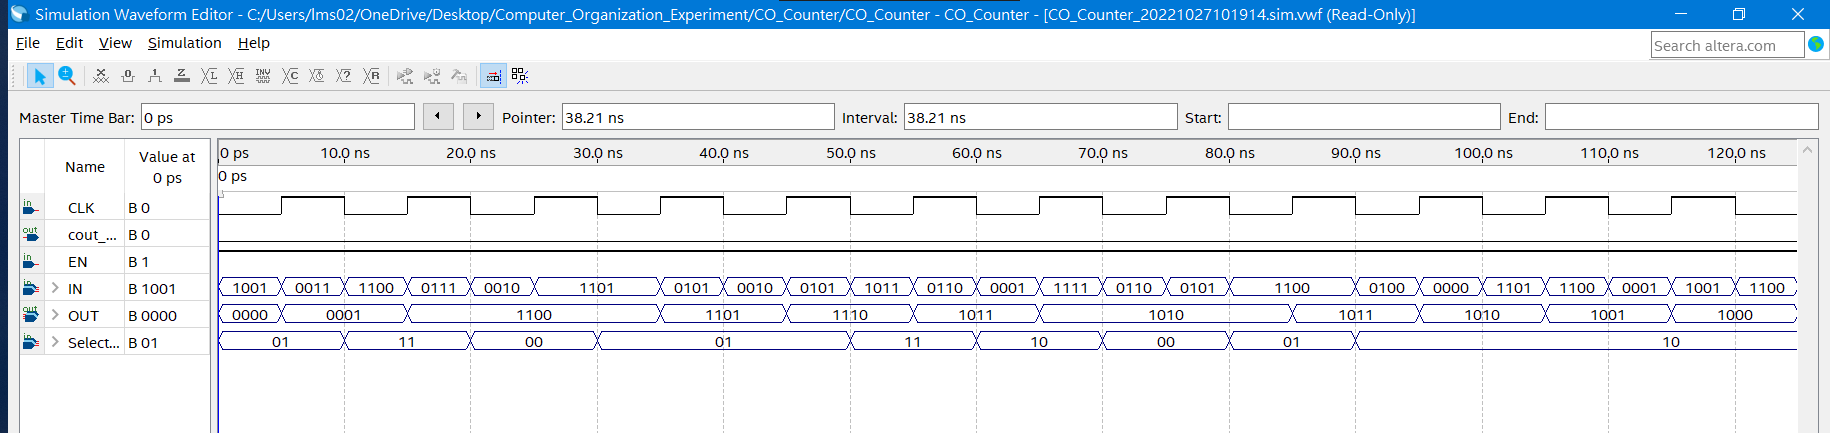 Simulation Waveform Editor - C:/Users/lms02/OneDrive/Desktop/Computer_Organization_Experiment/CO_Counter/CO_Counter - CO_Counter - [CO_Counter_20221027101914.sim.vwf (Read-Only)]
File Edit View Simulation Help
Search altera.com
Master Time Bar: 0 ps Pointer: 38.21 ns Interval: 38.21 ns Start: End:
Name Value at 0 ps
0 ps 10.0 ns 20.0 ns 30.0 ns 40.0 ns 50.0 ns 60.0 ns 70.0 ns 80.0 ns 90.0 ns 100.0 ns 110.0 ns 120.0 ns
0 ps
in CLK B 0
out cout_... B 0
in EN B 1
in IN B 1001 1001 0011 1100 0111 0010 1101 0101 0010 0101 1011 0110 0001 1111 0110 0101 1100 0100 0000 1101 1100 0001 1001 1100
out OUT B 0000 0000 0001 1100 1101 1110 1011 1010 1011 1010 1001 1000
in Select... B 01 01 11 00 01 11 10 00 01 10